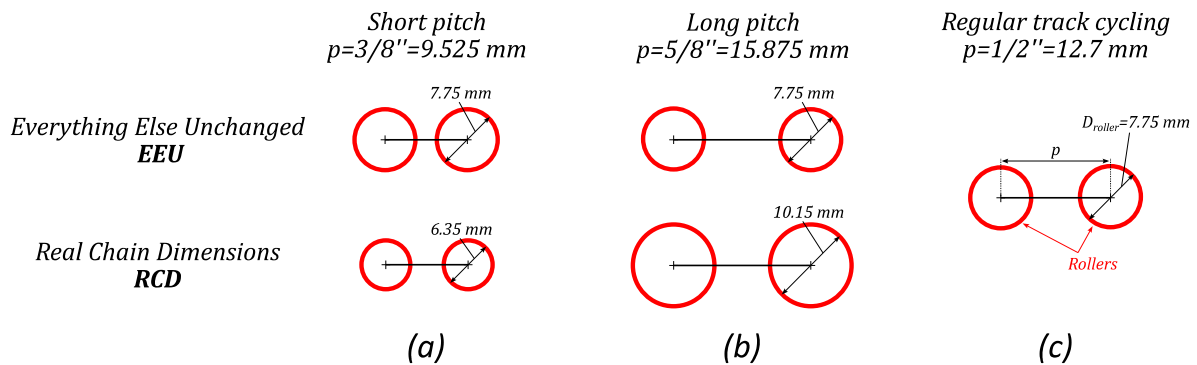 Short pitch
p=3/8''=9.525 mm
Long pitch
p=5/8''=15.875 mm
Regular track cycling
p=1/2''=12.7 mm
Everything Else Unchanged
EEU
7.75 mm
7.75 mm
D_roller=7.75 mm
p
Rollers
Real Chain Dimensions
RCD
6.35 mm
10.15 mm
(a)
(b)
(c)